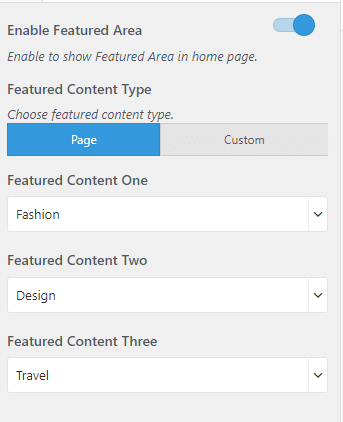 Enable Featured Area
Enable to show Featured Area in home page.
Featured Content Type
Choose featured content type.
Page Custom
Featured Content One
Fashion
Featured Content Two
Design
Featured Content Three
Travel